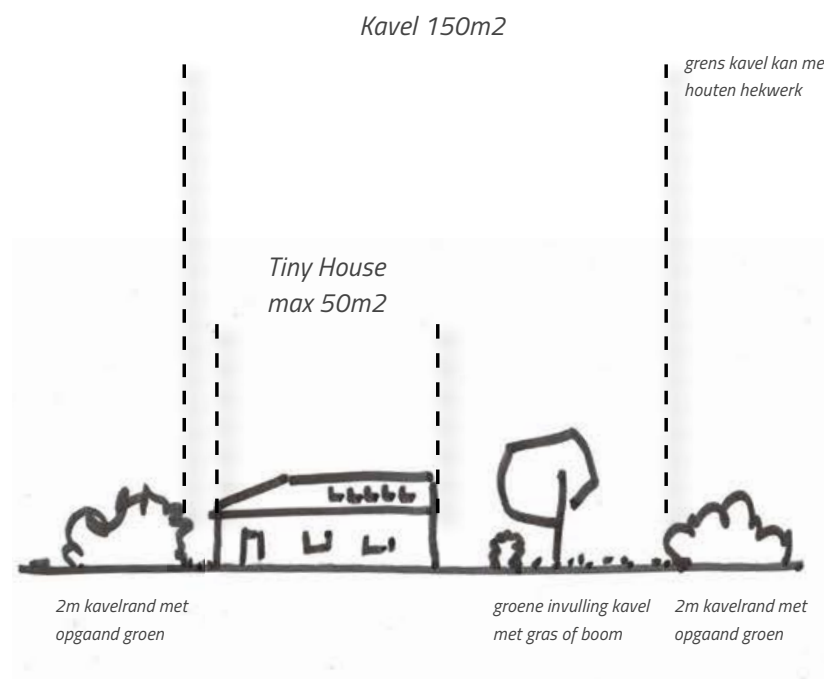 Kavel 150m2
grens kavel kan me
houten hekwerk
Tiny House
max 50m2
2m kavelrand met
opgaand groen
groene invulling kavel
met gras of boom
2m kavelrand met
opgaand groen